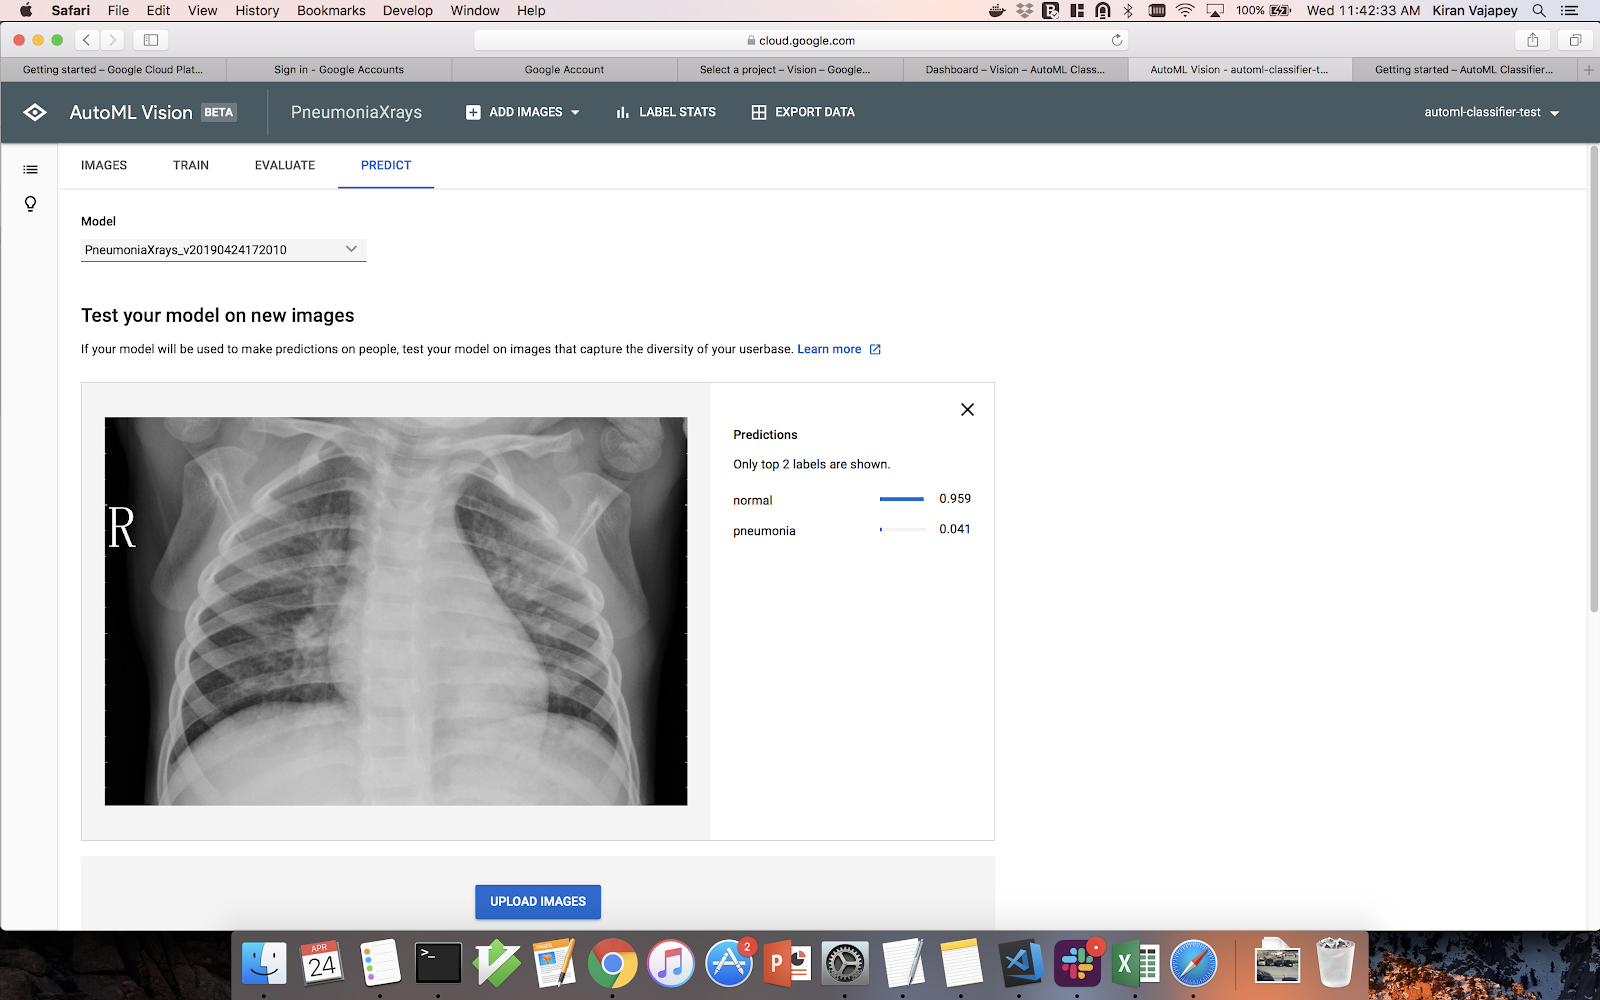 Safari File Edit View History Bookmarks Develop Window Help 100% Wed 11:42:33 AM Kiran Vajapey
cloud.google.com
Getting started – Google Cloud Plat... Sign in - Google Accounts Google Account Select a project – Vision – Google... Dashboard – Vision – AutoML Class... AutoML Vision - automl-classifier-t... Getting started – AutoML Classifier...
AutoML Vision BETA PneumoniaXrays ADD IMAGES LABEL STATS EXPORT DATA automl-classifier-test
IMAGES TRAIN EVALUATE PREDICT
Model
PneumoniaXrays_v20190424172010
Test your model on new images
If your model will be used to make predictions on people, test your model on images that capture the diversity of your userbase. Learn more
R
Predictions
Only top 2 labels are shown.
normal 0.959
pneumonia 0.041
UPLOAD IMAGES
APR
24
PAGES
2
P
X